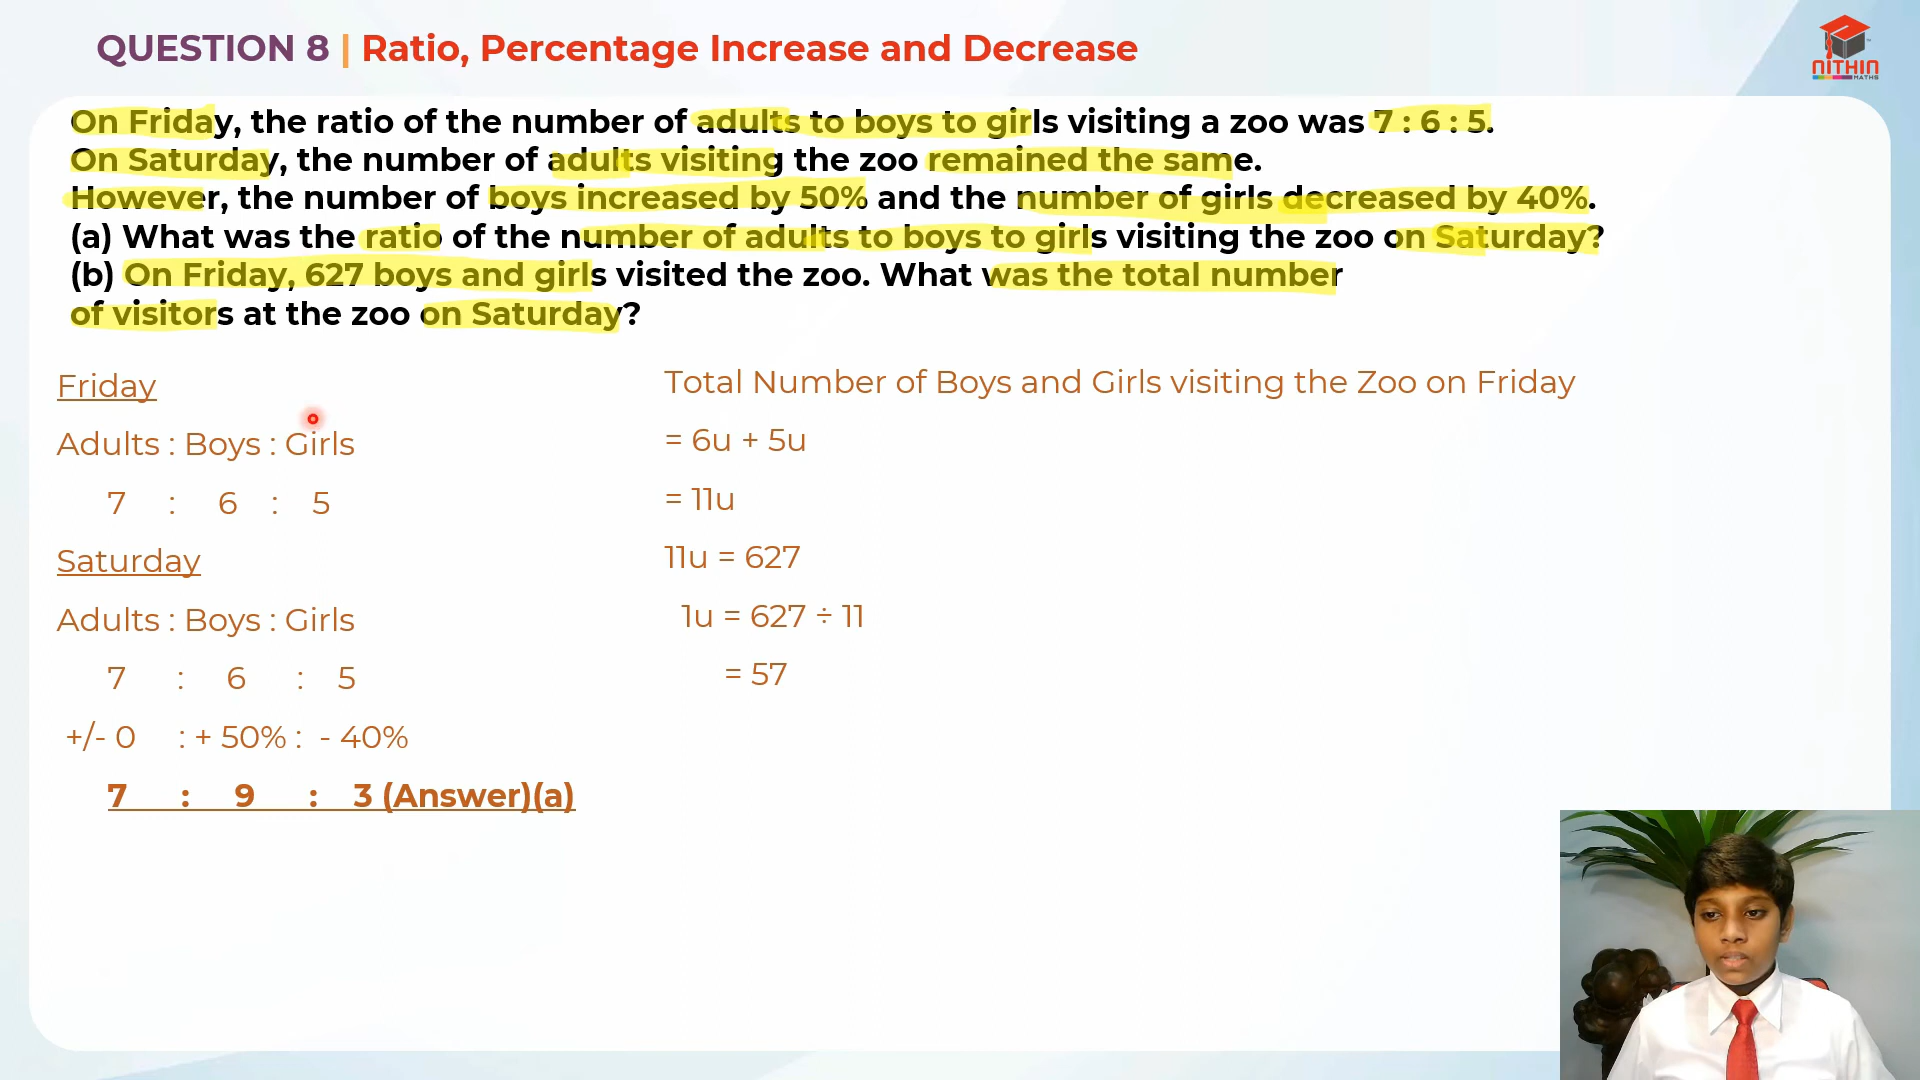 QUESTION 8 | Ratio, Percentage Increase and Decrease
NITHIN
MATHS
On Friday, the ratio of the number of adults to boys to girls visiting a zoo was 7 : 6 : 5.
On Saturday, the number of adults visiting the zoo remained the same.
However, the number of boys increased by 50% and the number of girls decreased by 40%.
(a) What was the ratio of the number of adults to boys to girls visiting the zoo on Saturday?
(b) On Friday, 627 boys and girls visited the zoo. What was the total number
of visitors at the zoo on Saturday?
Friday
Adults : Boys : Girls
7 : 6 : 5
Saturday
Adults : Boys : Girls
7 : 6 : 5
+/- 0 : + 50% : - 40%
7 : 9 : 3 (Answer)(a)
Total Number of Boys and Girls visiting the Zoo on Friday
= 6u + 5u
= 11u
11u = 627
1u = 627 ÷ 11
= 57